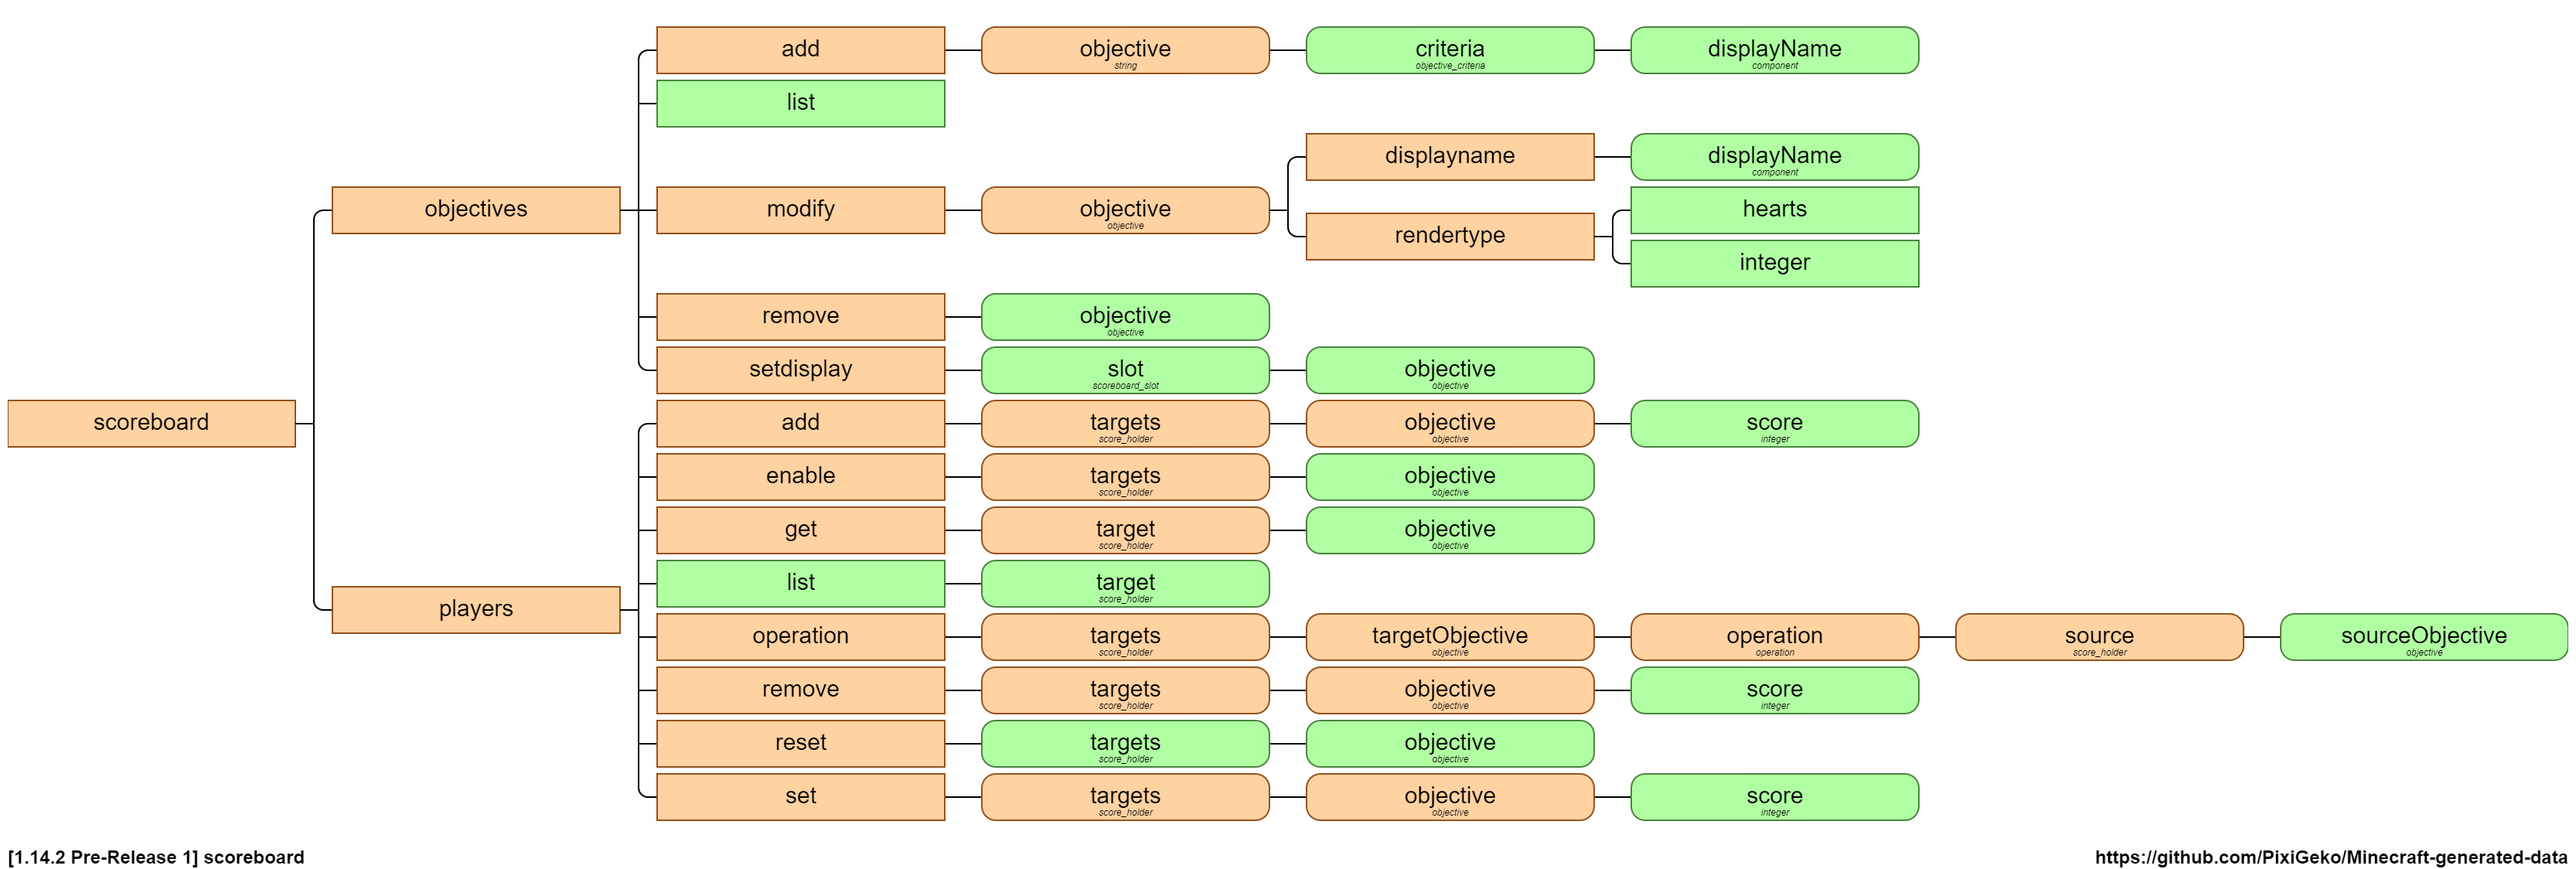 add
objective
string
criteria
objective_criteria
displayName
component
list
displayname
displayName
component
objectives
modify
objective
objective
hearts
rendertype
integer
remove
objective
objective
setdisplay
slot
scoreboard_slot
objective
objective
scoreboard
add
targets
score_holder
objective
objective
score
integer
enable
targets
score_holder
objective
objective
get
target
score_holder
objective
objective
list
target
score_holder
players
operation
targets
score_holder
targetObjective
objective
operation
operation
source
score_holder
sourceObjective
objective
remove
targets
score_holder
objective
objective
score
integer
reset
targets
score_holder
objective
objective
set
targets
score_holder
objective
objective
score
integer
[1.14.2 Pre-Release 1] scoreboard
https://github.com/PixiGeko/Minecraft-generated-data